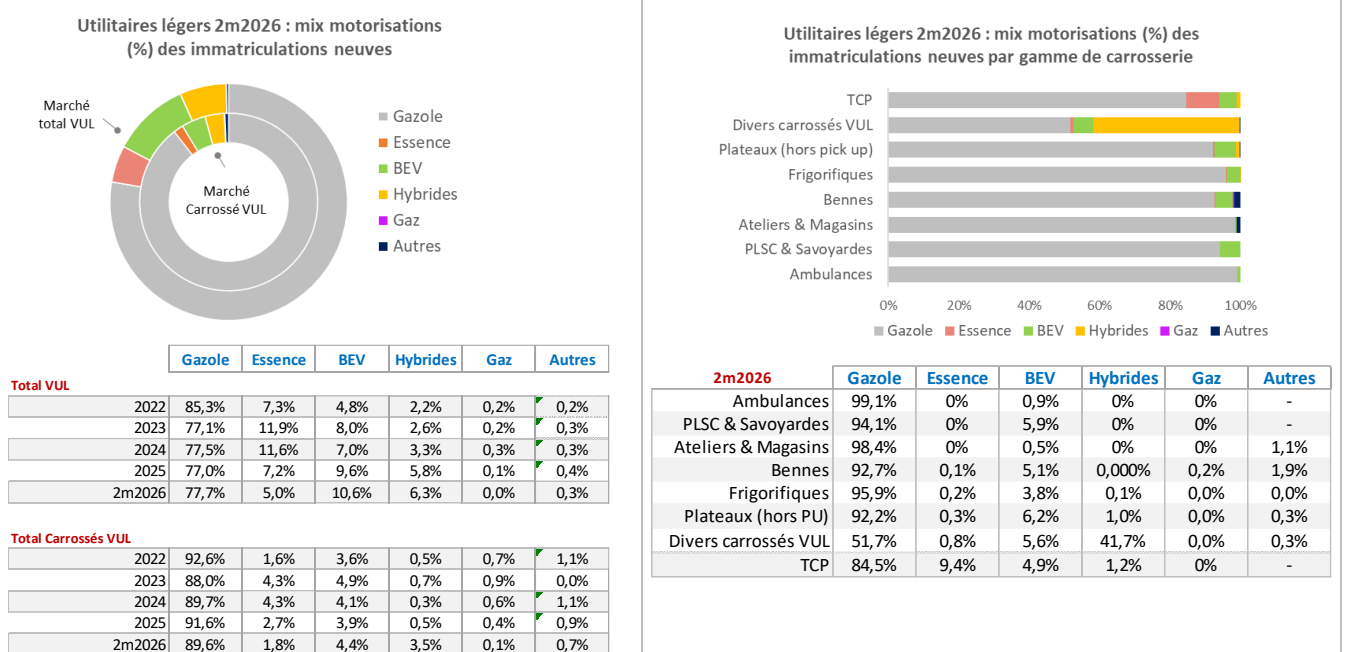 Utilitaires légers 2m2026 : mix motorisations
(%) des immatriculations neuves
Marché
total VUL
Marché
Carrossé VUL
Gazole
Essence
BEV
Hybrides
Gaz
Autres
Gazole Essence BEV Hybrides Gaz Autres
Total VUL
2022 85,3% 7,3% 4,8% 2,2% 0,2% 0,2%
2023 77,1% 11,9% 8,0% 2,6% 0,2% 0,3%
2024 77,5% 11,6% 7,0% 3,3% 0,3% 0,3%
2025 77,0% 7,2% 9,6% 5,8% 0,1% 0,4%
2m2026 77,7% 5,0% 10,6% 6,3% 0,0% 0,3%
Total Carrossés VUL
2022 92,6% 1,6% 3,6% 0,5% 0,7% 1,1%
2023 88,0% 4,3% 4,9% 0,7% 0,9% 0,0%
2024 89,7% 4,3% 4,1% 0,3% 0,6% 1,1%
2025 91,6% 2,7% 3,9% 0,5% 0,4% 0,9%
2m2026 89,6% 1,8% 4,4% 3,5% 0,1% 0,7%
Utilitaires légers 2m2026 : mix motorisations (%) des
immatriculations neuves par gamme de carrosserie
TCP
Divers carrossés VUL
Plateaux (hors pick up)
Frigorifiques
Bennes
Ateliers & Magasins
PLSC & Savoyardes
Ambulances
0% 20% 40% 60% 80% 100%
Gazole Essence BEV Hybrides Gaz Autres
2m2026 Gazole Essence BEV Hybrides Gaz Autres
Ambulances 99,1% 0% 0,9% 0% 0% -
PLSC & Savoyardes 94,1% 0% 5,9% 0% 0% -
Ateliers & Magasins 98,4% 0% 0,5% 0% 0% 1,1%
Bennes 92,7% 0,1% 5,1% 0,000% 0,2% 1,9%
Frigorifiques 95,9% 0,2% 3,8% 0,1% 0,0% 0,0%
Plateaux (hors PU) 92,2% 0,3% 6,2% 1,0% 0,0% 0,3%
Divers carrossés VUL 51,7% 0,8% 5,6% 41,7% 0,0% 0,3%
TCP 84,5% 9,4% 4,9% 1,2% 0% -